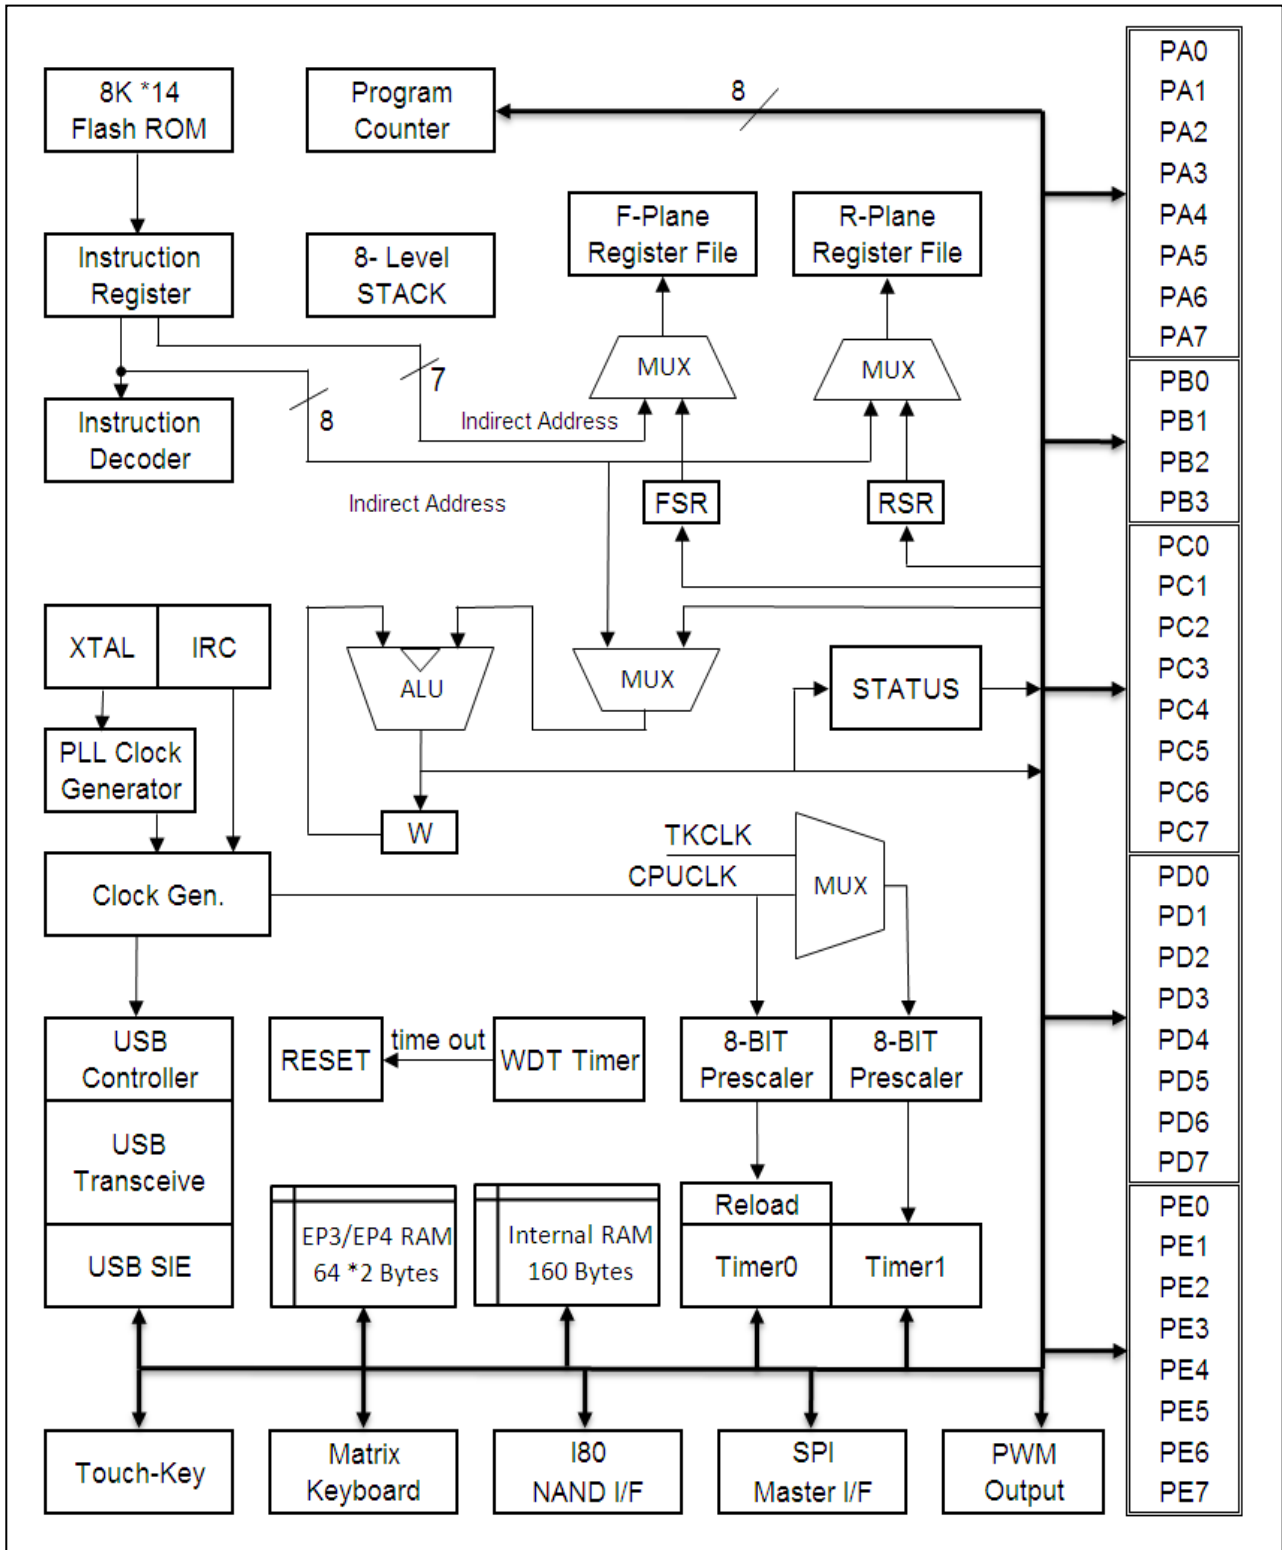 8K *14
Flash ROM
Program
Counter
8
F-Plane
Register File
R-Plane
Register File
Instruction
Register
8- Level
STACK
MUX
MUX
7
8
Indirect Address
Instruction
Decoder
Indirect Address
FSR
RSR
XTAL
IRC
ALU
MUX
STATUS
PLL Clock
Generator
W
TKCLK
CPUCLK
MUX
Clock Gen.
USB
Controller
RESET
time out
WDT Timer
8-BIT
Prescaler
8-BIT
Prescaler
USB
Transceive
USB SIE
EP3/EP4 RAM
64 *2 Bytes
Internal RAM
160 Bytes
Reload
Timer0
Timer1
Touch-Key
Matrix
Keyboard
I80
NAND I/F
SPI
Master I/F
PWM
Output
PA0
PA1
PA2
PA3
PA4
PA5
PA6
PA7
PB0
PB1
PB2
PB3
PC0
PC1
PC2
PC3
PC4
PC5
PC6
PC7
PD0
PD1
PD2
PD3
PD4
PD5
PD6
PD7
PE0
PE1
PE2
PE3
PE4
PE5
PE6
PE7